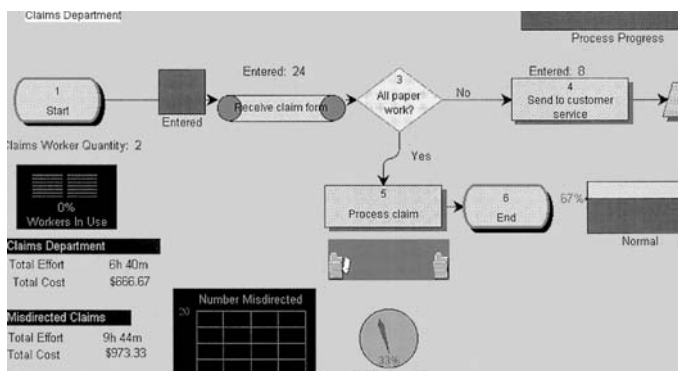 Claims Department
Process Progress
Entered: 24
Entered: 8
1
Start
Entered
Receive claim form
3
All paper
work?
No
4
Send to customer
service
Yes
Claims Worker Quantity: 2
0%
Workers In Use
5
Process claim
6
End
67%
Normal
Claims Department
Total Effort 6h 40m
Total Cost $666.67
Number Misdirected
20
Misdirected Claims
Total Effort 9h 44m
Total Cost $973.33
33%